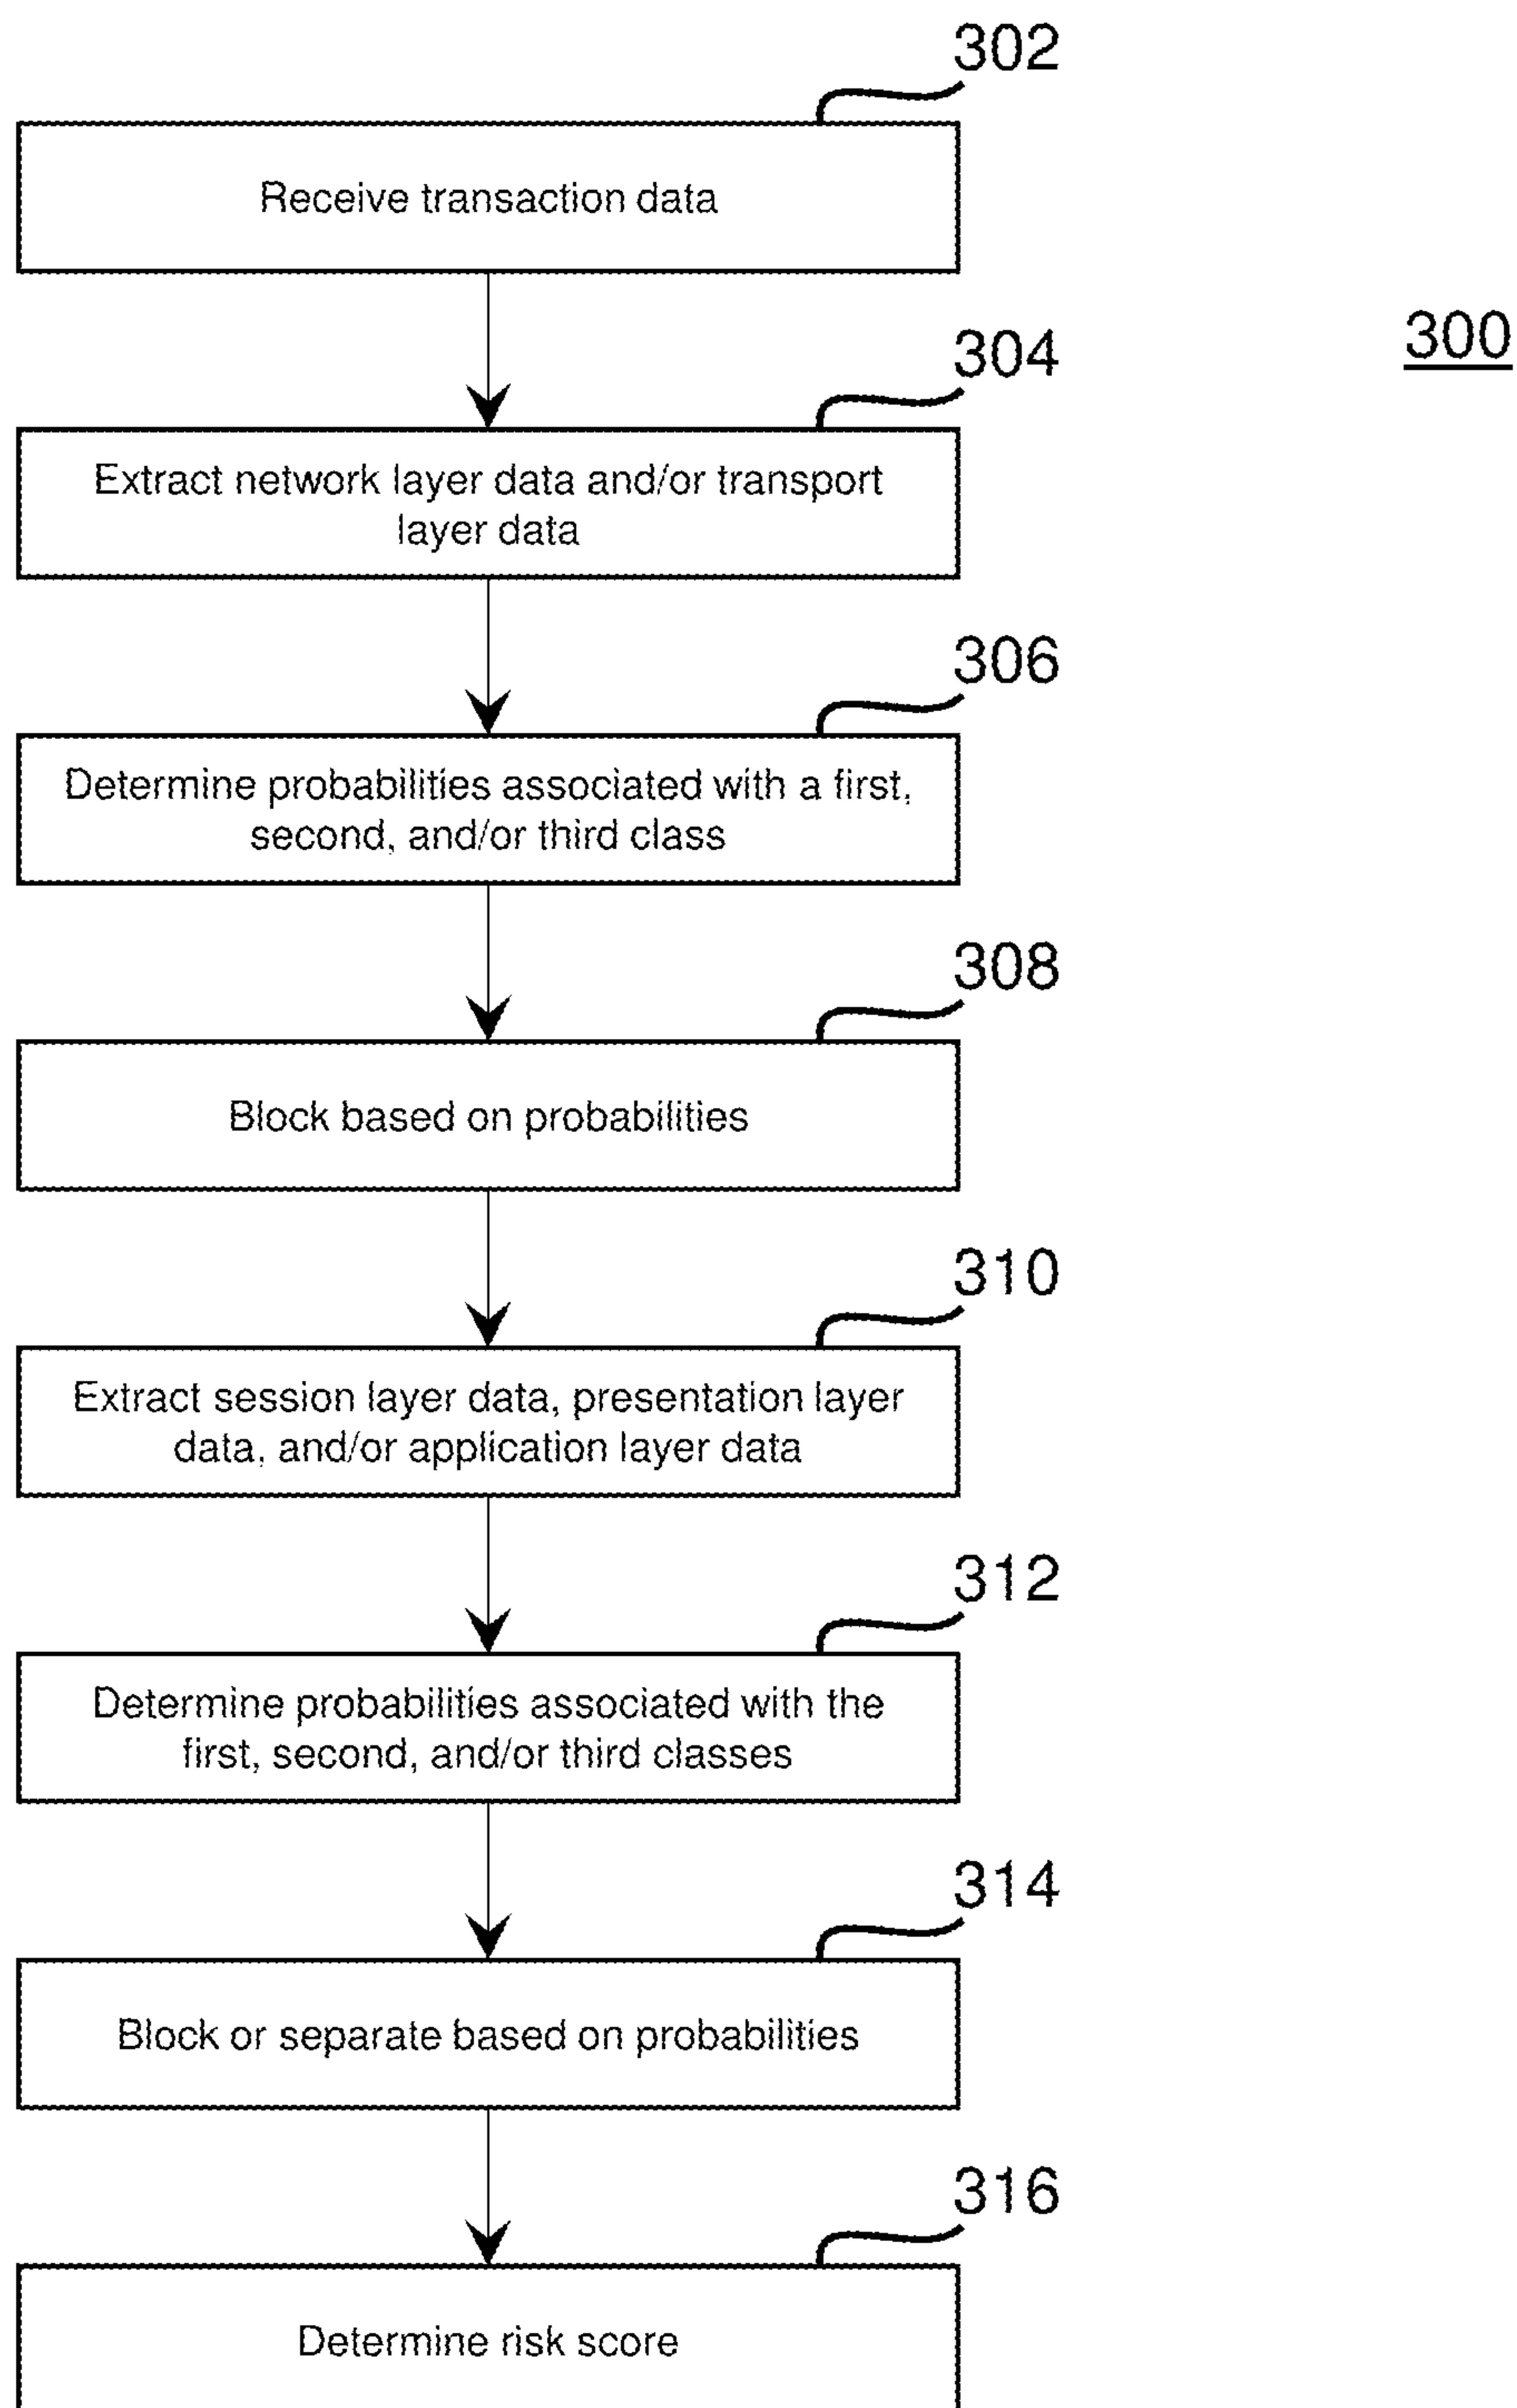 302
Receive transaction data
300
304
Extract network layer data and/or transport
layer data
306
Determine probabilities associated with a first,
second, and/or third class
308
Block based on probabilities
310
Extract session layer data, presentation layer
data, and/or application layer data
312
Determine probabilities associated with the
first, second, and/or third classes
314
Block or separate based on probabilities
316
Determine risk score